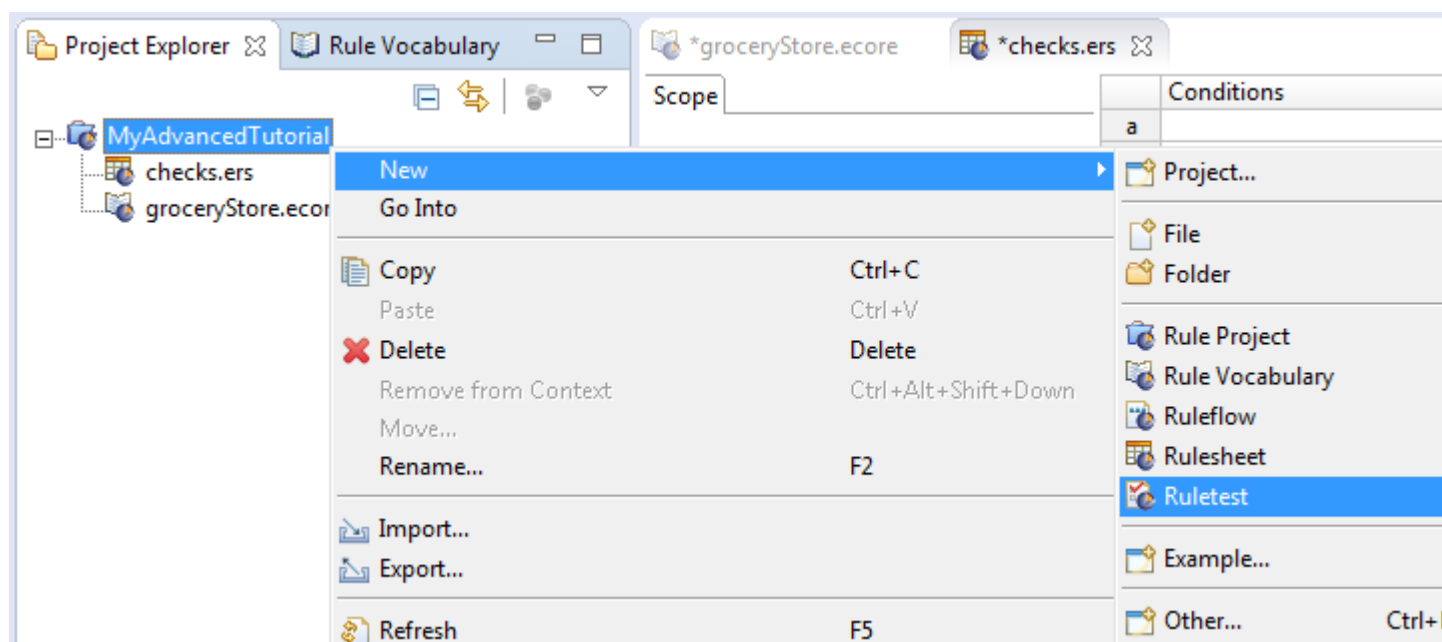 Project Explorer Rule Vocabulary *groceryStore.ecore *checks.ers
Scope Conditions
a
MyAdvancedTutorial
checks.ers
groceryStore.ecor
New
Go Into
Copy Ctrl+C
Paste Ctrl+V
Delete Delete
Remove from Context Ctrl+Alt+Shift+Down
Move...
Rename... F2
Import...
Export...
Refresh F5
Project...
File
Folder
Rule Project
Rule Vocabulary
Ruleflow
Rulesheet
Ruletest
Example...
Other... Ctrl+